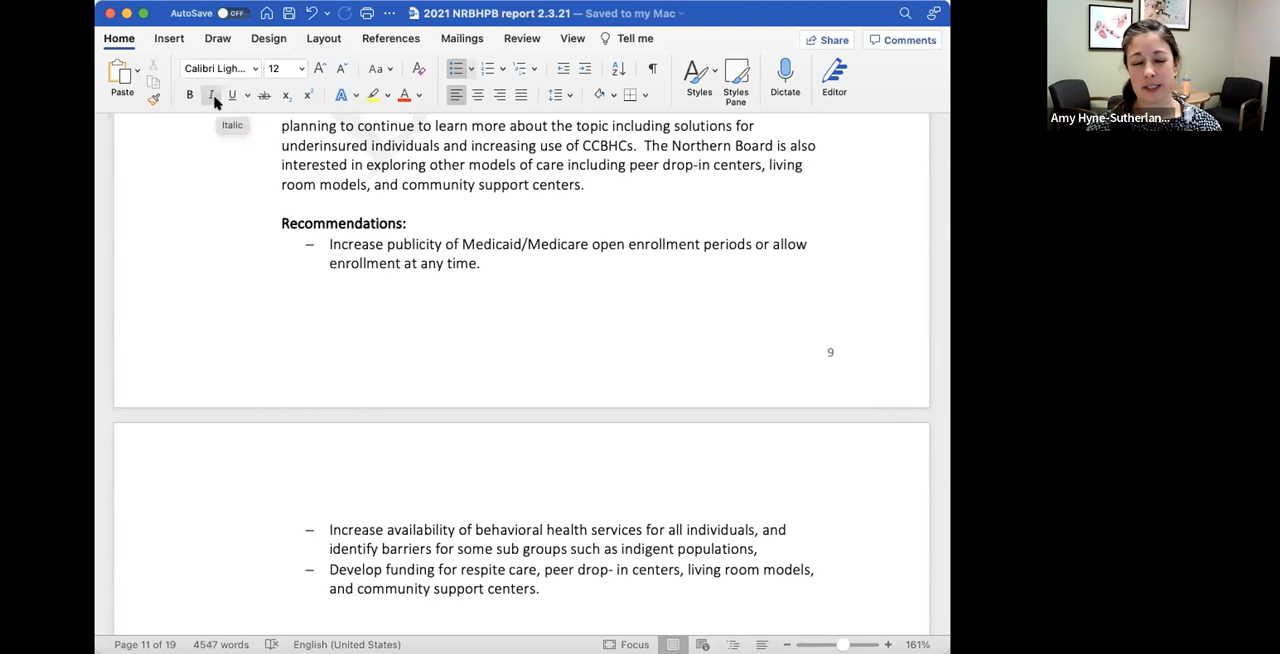 AutoSave OFF 2021 NRBHPB report 2.3.21 — Saved to my Mac
Home Insert Draw Design Layout References Mailings Review View Tell me Share Comments
Paste Calibri Ligh... 12 Aa Styles Styles Pane Dictate Editor
B I U ab x₂ x² A A
Italic
planning to continue to learn more about the topic including solutions for
underinsured individuals and increasing use of CCBHCs. The Northern Board is also
interested in exploring other models of care including peer drop-in centers, living
room models, and community support centers.
Recommendations:
– Increase publicity of Medicaid/Medicare open enrollment periods or allow
enrollment at any time.
9
– Increase availability of behavioral health services for all individuals, and
identify barriers for some sub groups such as indigent populations,
– Develop funding for respite care, peer drop- in centers, living room models,
and community support centers.
Page 11 of 19 4547 words English (United States) Focus 161%
Amy Hyne-Sutherlan...